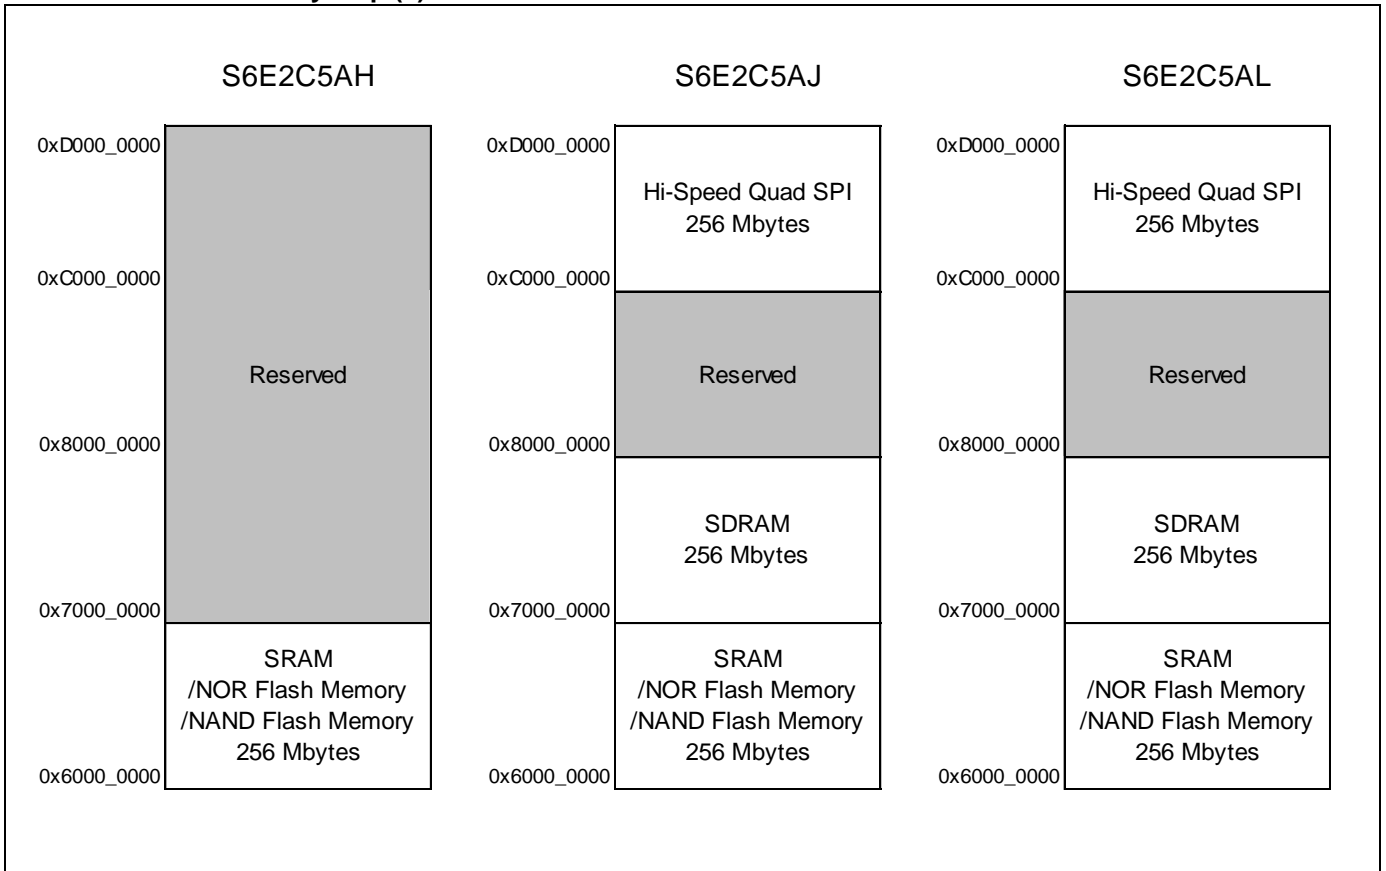 S6E2C5AH
S6E2C5AJ
S6E2C5AL
0xD000_0000
0xC000_0000
Reserved
0x8000_0000
0x7000_0000
SRAM
/NOR Flash Memory
/NAND Flash Memory
256 Mbytes
0x6000_0000
0xD000_0000
Hi-Speed Quad SPI
256 Mbytes
0xC000_0000
Reserved
0x8000_0000
SDRAM
256 Mbytes
0x7000_0000
SRAM
/NOR Flash Memory
/NAND Flash Memory
256 Mbytes
0x6000_0000
0xD000_0000
Hi-Speed Quad SPI
256 Mbytes
0xC000_0000
Reserved
0x8000_0000
SDRAM
256 Mbytes
0x7000_0000
SRAM
/NOR Flash Memory
/NAND Flash Memory
256 Mbytes
0x6000_0000